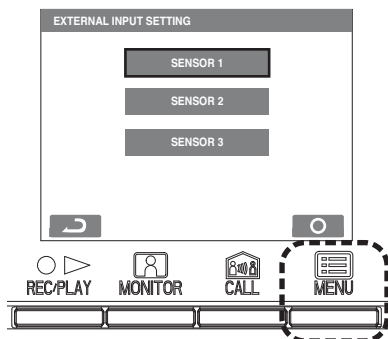 EXTERNAL INPUT SETTING
SENSOR 1
SENSOR 2
SENSOR 3
REC/PLAY MONITOR CALL MENU